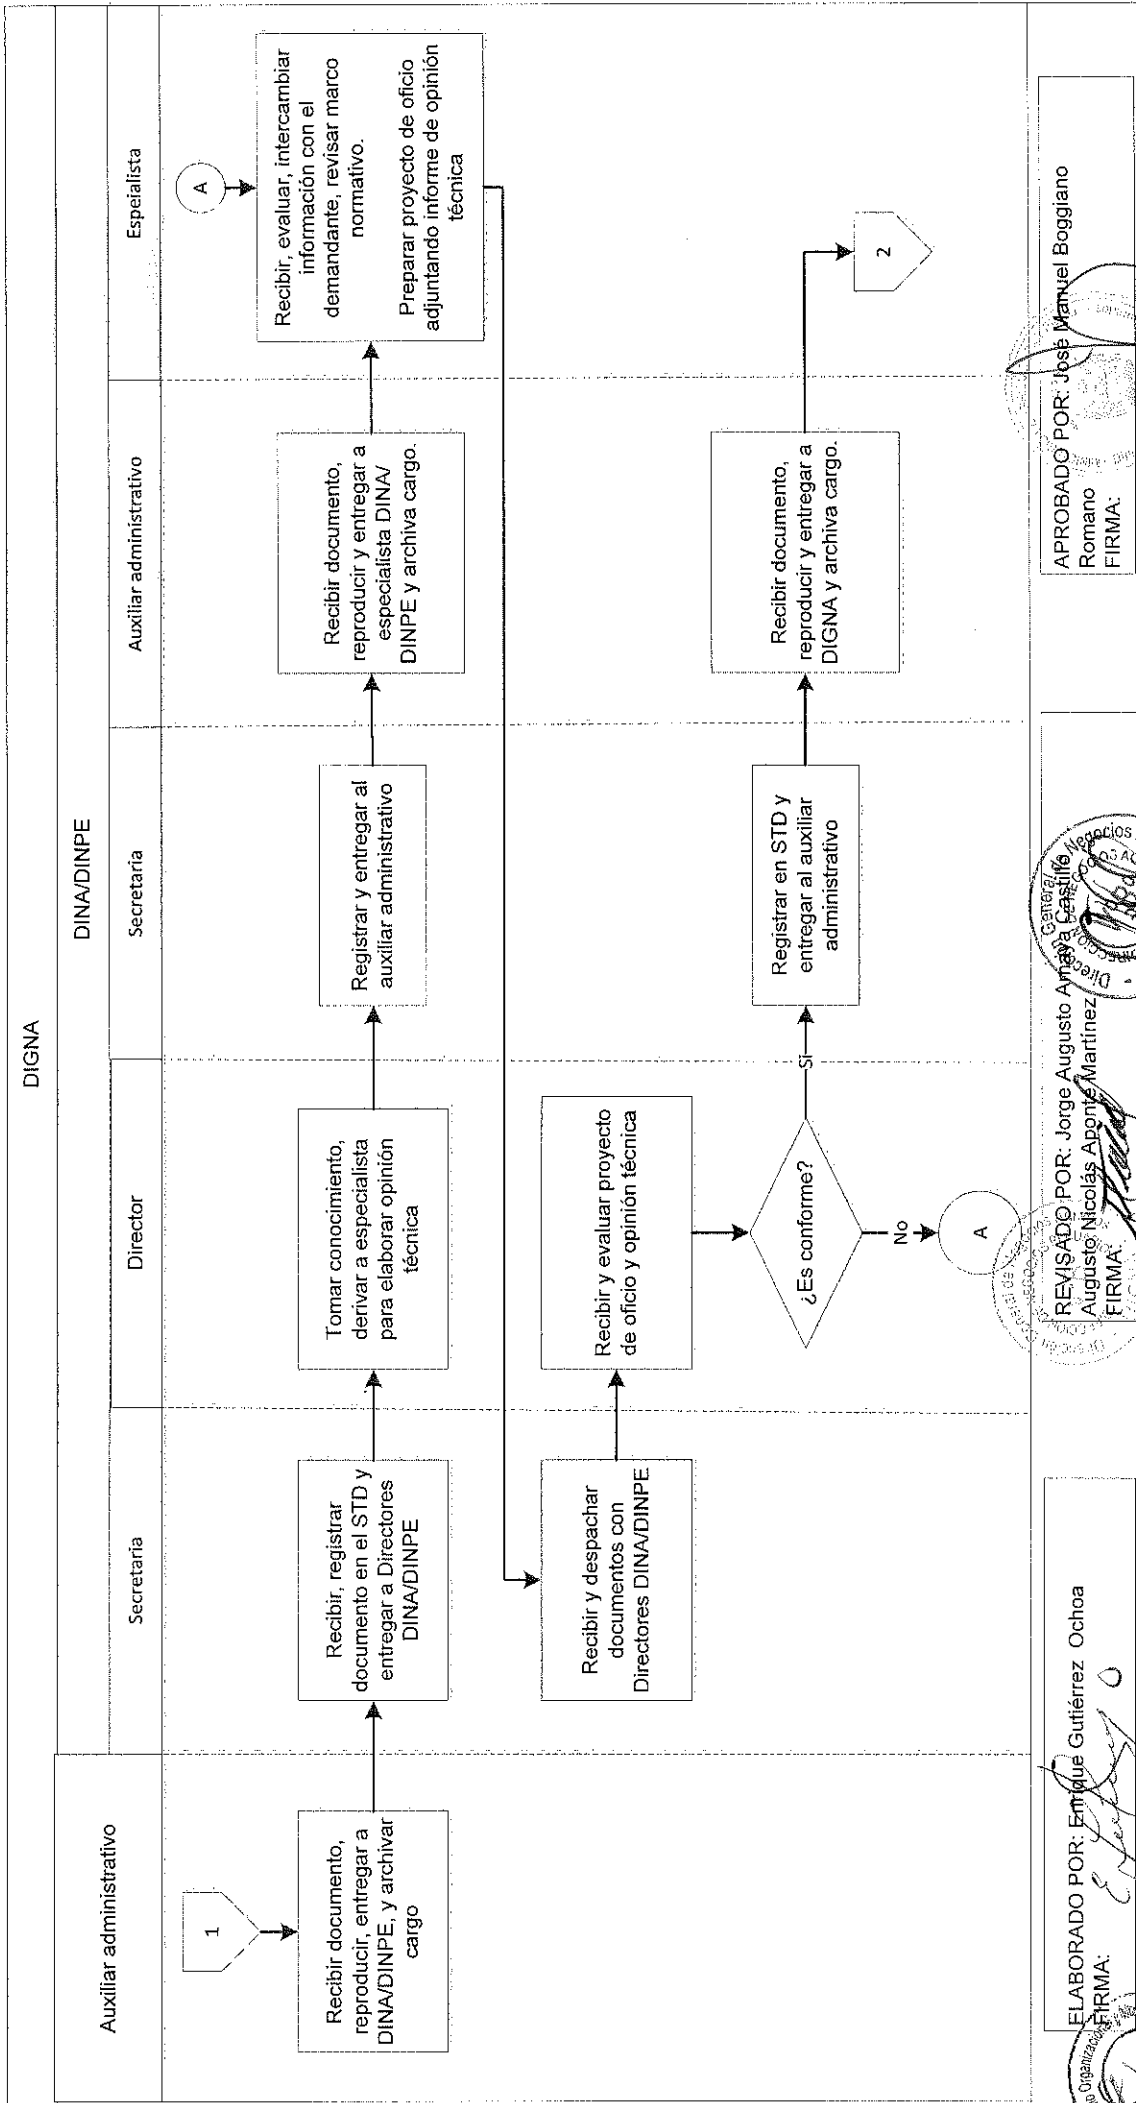 DIGNA
DINA/DINPE
Auxiliar administrativo
Secretaria
Director
Secretaria
Auxiliar administrativo
Espeialista
1
Recibir documento,
reproducir, entregar a
DINA/DINPE, y archivar
cargo
Recibir, registrar
documento en el STD y
entregar a Directores
DINA/DINPE
Tomar conocimiento,
derivar a especialista
para elaborar opinión
técnica
Registrar y entregar al
auxiliar administrativo
Recibir documento,
reproducir y entregar a
especialista DINA/
DINPE y archiva cargo.
A
Recibir, evaluar, intercambiar
información con el
demandante, revisar marco
normativo.
Preparar proyecto de oficio
adjuntando informe de opinión
técnica
Recibir y despachar
documentos con
Directores DINA/DINPE
Recibir y evaluar proyecto
de oficio y opinión técnica
¿Es conforme?
Si
No
A
Registrar en STD y
entregar al auxiliar
administrativo
Recibir documento,
reproducir y entregar a
DIGNA y archiva cargo.
2
ELABORADO POR: Enrique Gutiérrez Ochoa
FIRMA:
REVISADO POR: Jorge Augusto Amaya Castillo
Augusto Nicolás Aponte Martínez
FIRMA:
APROBADO POR: José Manuel Boggiano
Romano
FIRMA: